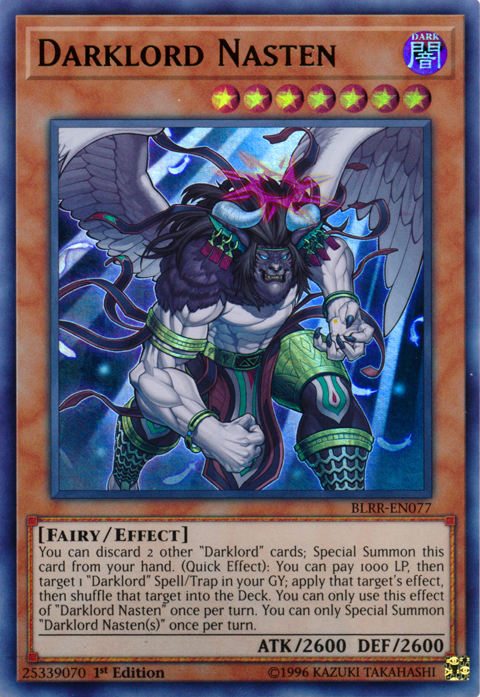 Darklord Nasten
DARK
闇
BLRR-EN077
[Fairy/Effect]
You can discard 2 other "Darklord" cards; Special Summon this
card from your hand. (Quick Effect): You can pay 1000 LP, then
target 1 "Darklord" Spell/Trap in your GY; apply that target's effect,
then shuffle that target into the Deck. You can only use this effect
of "Darklord Nasten" once per turn. You can only Special Summon
"Darklord Nasten(s)" once per turn.
ATK/2600 DEF/2600
25339070 1st Edition ©1996 KAZUKI TAKAHASHI